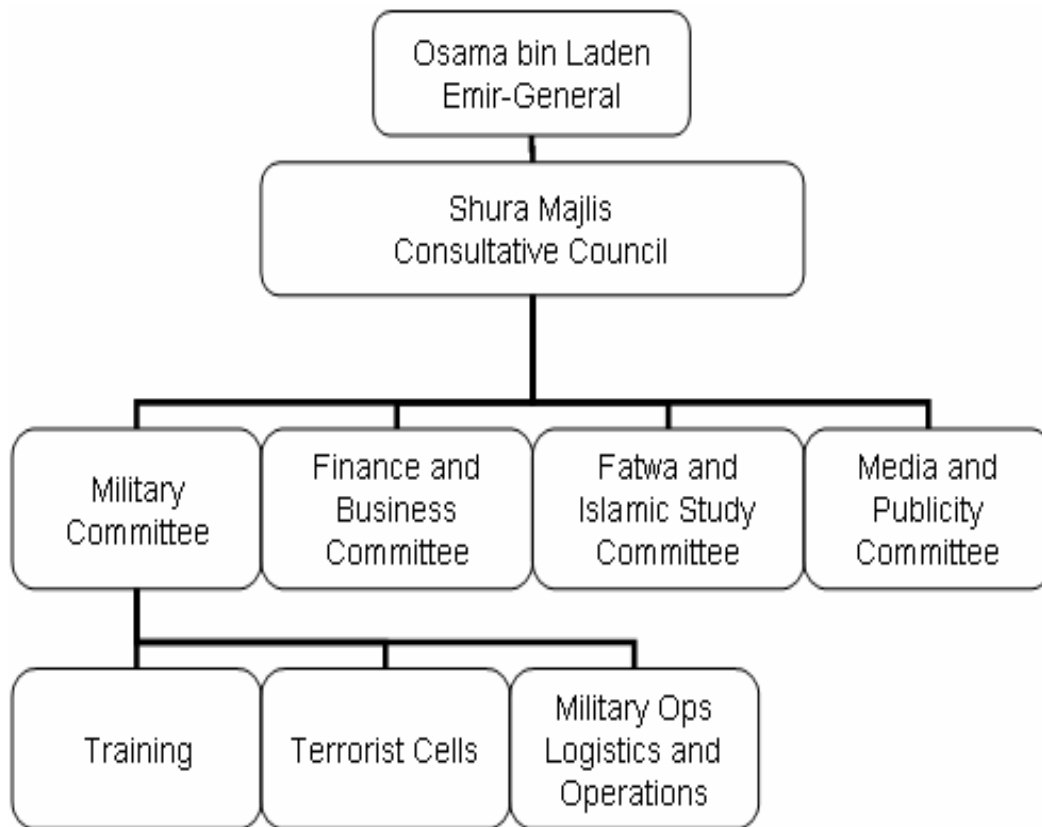 Osama bin Laden
Emir-General
Shura Majlis
Consultative Council
Military
Committee
Finance and
Business
Committee
Fatwa and
Islamic Study
Committee
Media and
Publicity
Committee
Training
Terrorist Cells
Military Ops
Logistics and
Operations